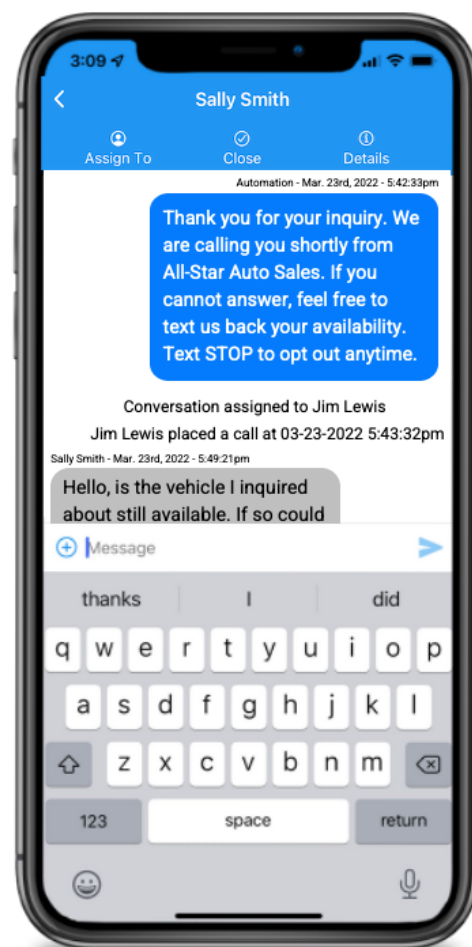 3:09
Sally Smith
Assign To Close Details
Automation - Mar. 23rd, 2022 - 5:42:33pm
Thank you for your inquiry. We
are calling you shortly from
All-Star Auto Sales. If you
cannot answer, feel free to
text us back your availability.
Text STOP to opt out anytime.
Conversation assigned to Jim Lewis
Jim Lewis placed a call at 03-23-2022 5:43:32pm
Sally Smith - Mar. 23rd, 2022 - 5:49:21pm
Hello, is the vehicle I inquired
about still available. If so could
Message
thanks I did
q w e r t y u i o p
a s d f g h j k l
z x c v b n m
123 space return